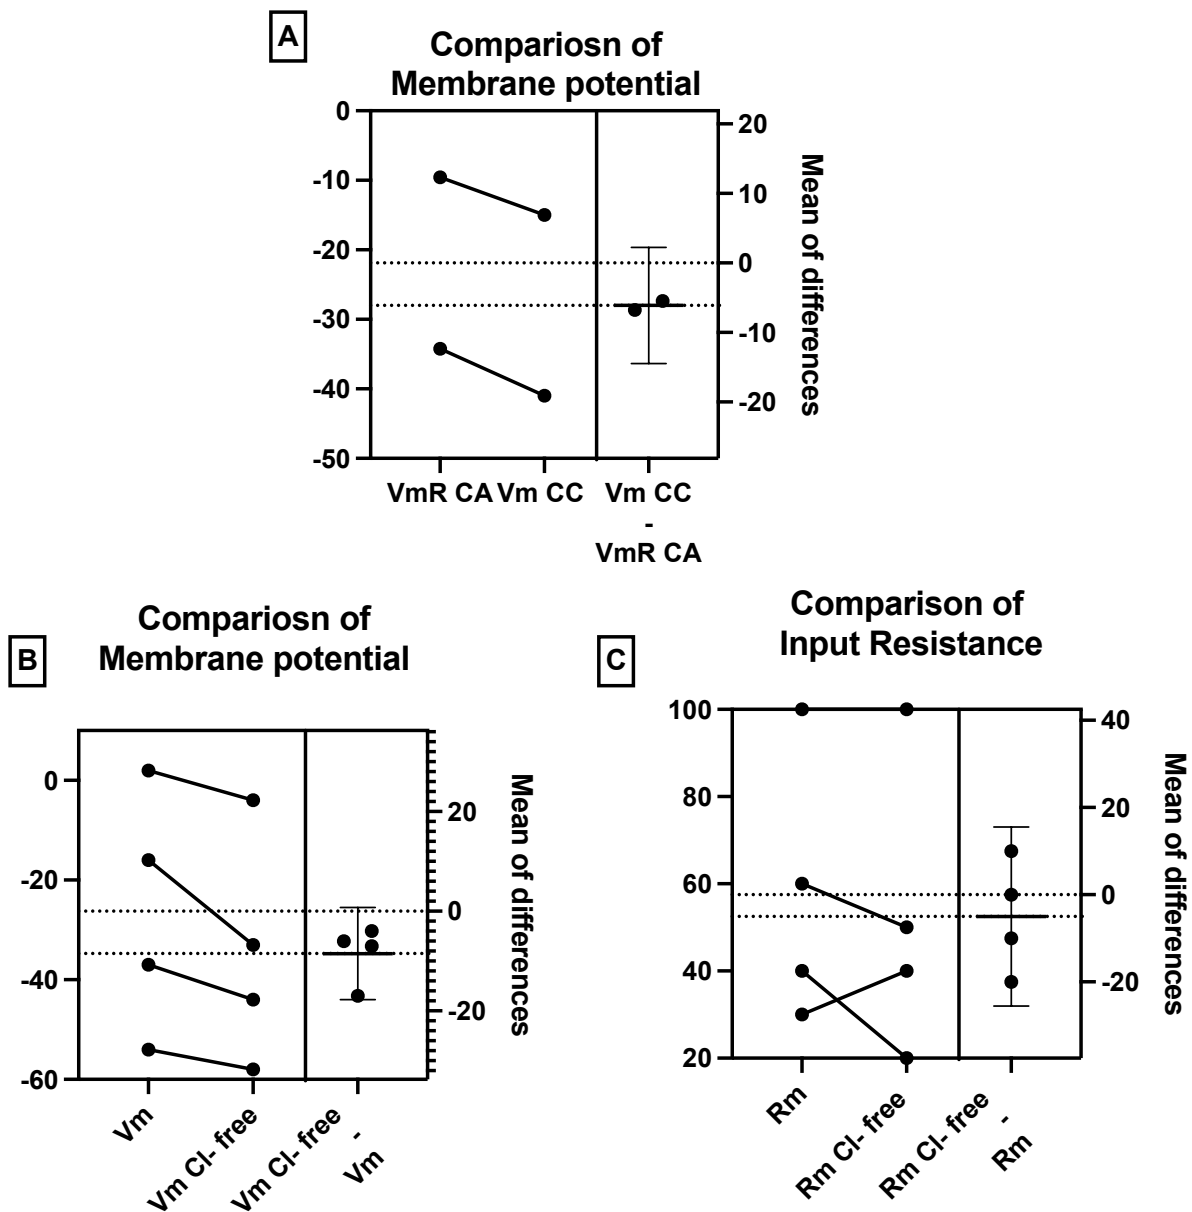 A
Compariosn of
Membrane potential
0
-10
-20
-30
-40
-50
20
10
0
-10
-20
Mean of differences
VmR CA Vm CC Vm CC
-
VmR CA
B
Compariosn of
Membrane potential
0
-20
-40
-60
20
0
-20
Mean of differences
Vm
Vm Cl- free
Vm Cl- free
-
Vm
C
Comparison of
Input Resistance
100
80
60
40
20
40
20
0
-20
Mean of differences
Rm
Rm Cl- free
Rm Cl- free
-
Rm